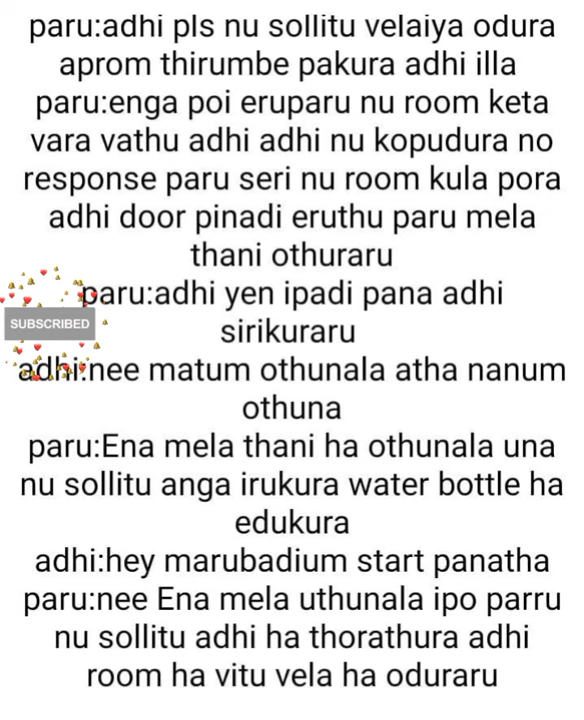 paru:adhi pls nu sollitu velaiya odura
aprom thirumbe pakura adhi illa
paru:enga poi eruparu nu room keta
vara vathu adhi adhi nu kopudura no
response paru seri nu room kula pora
adhi door pinadi eruthu paru mela
thani othuraru
paru:adhi yen ipadi pana adhi
SUBSCRIBED
sirikuraru
adhi:nee matum othunala atha nanum
othuna
paru:Ena mela thani ha othunala una
nu sollitu anga irukura water bottle ha
edukura
adhi:hey marubadium start panatha
paru:nee Ena mela uthunala ipo parru
nu sollitu adhi ha thorathura adhi
room ha vitu vela ha oduraru